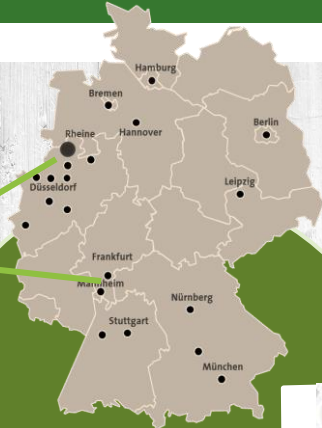 Hamburg
Bremen
Berlin
Rheine
Hannover
Leipzig
Düsseldorf
Frankfurt
Mannheim
Nürnberg
Stuttgart
München